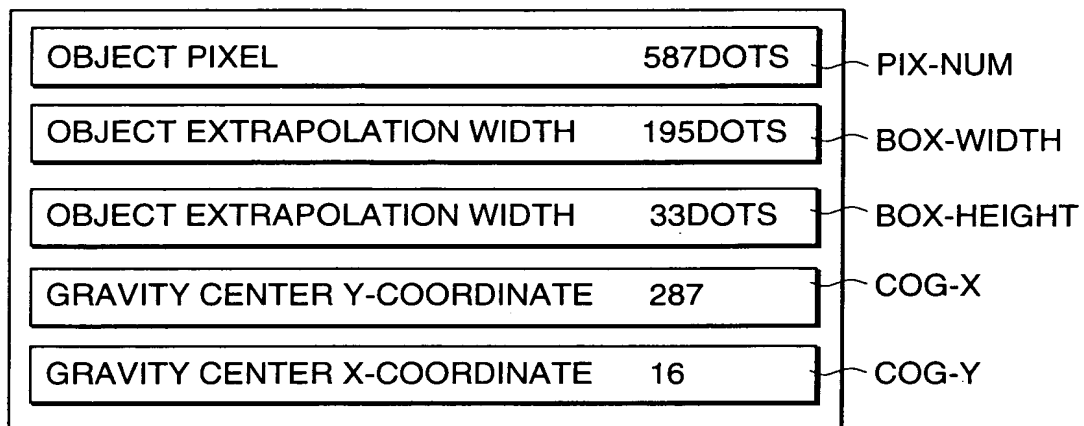 OBJECT PIXEL 587DOTS PIX-NUM
OBJECT EXTRAPOLATION WIDTH 195DOTS BOX-WIDTH
OBJECT EXTRAPOLATION WIDTH 33DOTS BOX-HEIGHT
GRAVITY CENTER Y-COORDINATE 287 COG-X
GRAVITY CENTER X-COORDINATE 16 COG-Y